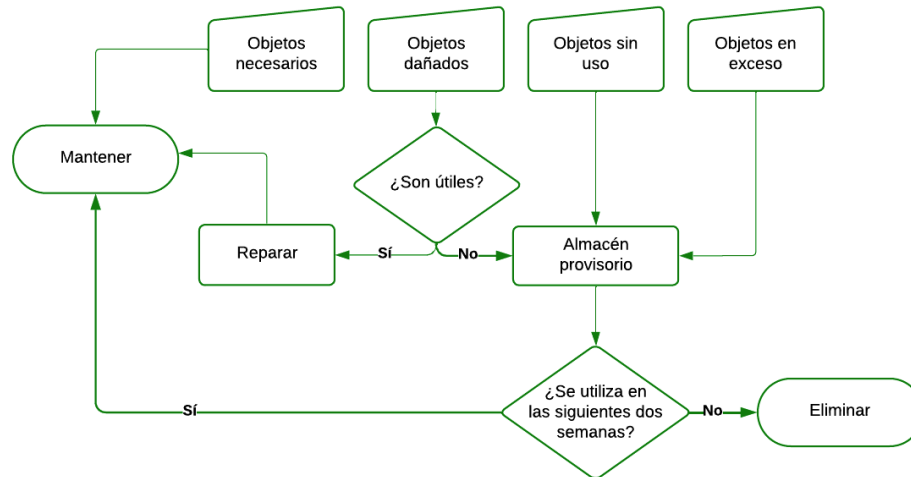 Objetos
necesarios
Objetos
dañados
Objetos sin
uso
Objetos en
exceso
Mantener
¿Son útiles?
Reparar
Sí
No
Almacén
provisorio
¿Se utiliza en
las siguientes dos
semanas?
Sí
No
Eliminar